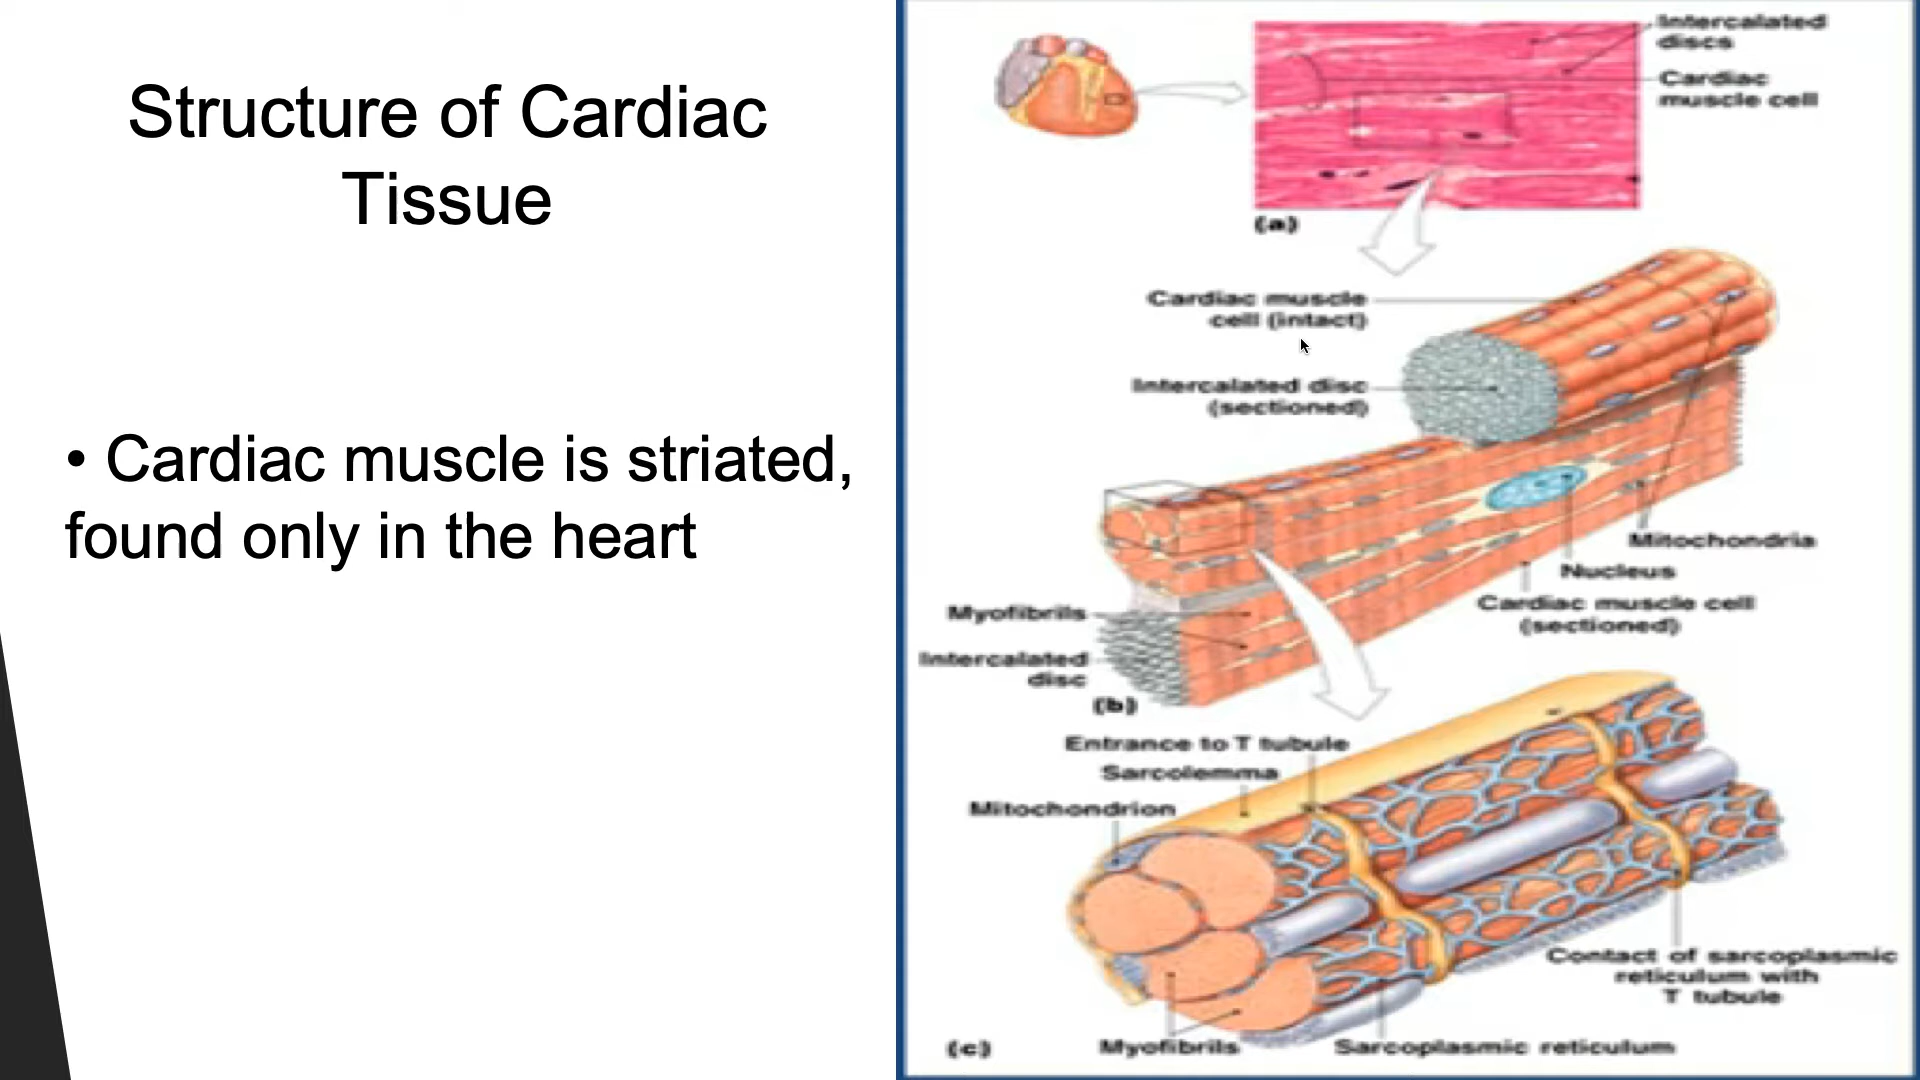 Structure of Cardiac
Tissue
• Cardiac muscle is striated,
found only in the heart
Intercalated
discs
Cardiac
muscle cell
(a)
Cardiac muscle
cell (intact)
Intercalated disc
(sectioned)
Mitochondria
Nucleus
Cardiac muscle cell
(sectioned)
Myofibrils
Intercalated
disc
(b)
Entrance to T tubule
Sarcolemma
Mitochondrion
Contact of sarcoplasmic
reticulum with
T tubule
(c)
Myofibrils
Sarcoplasmic reticulum